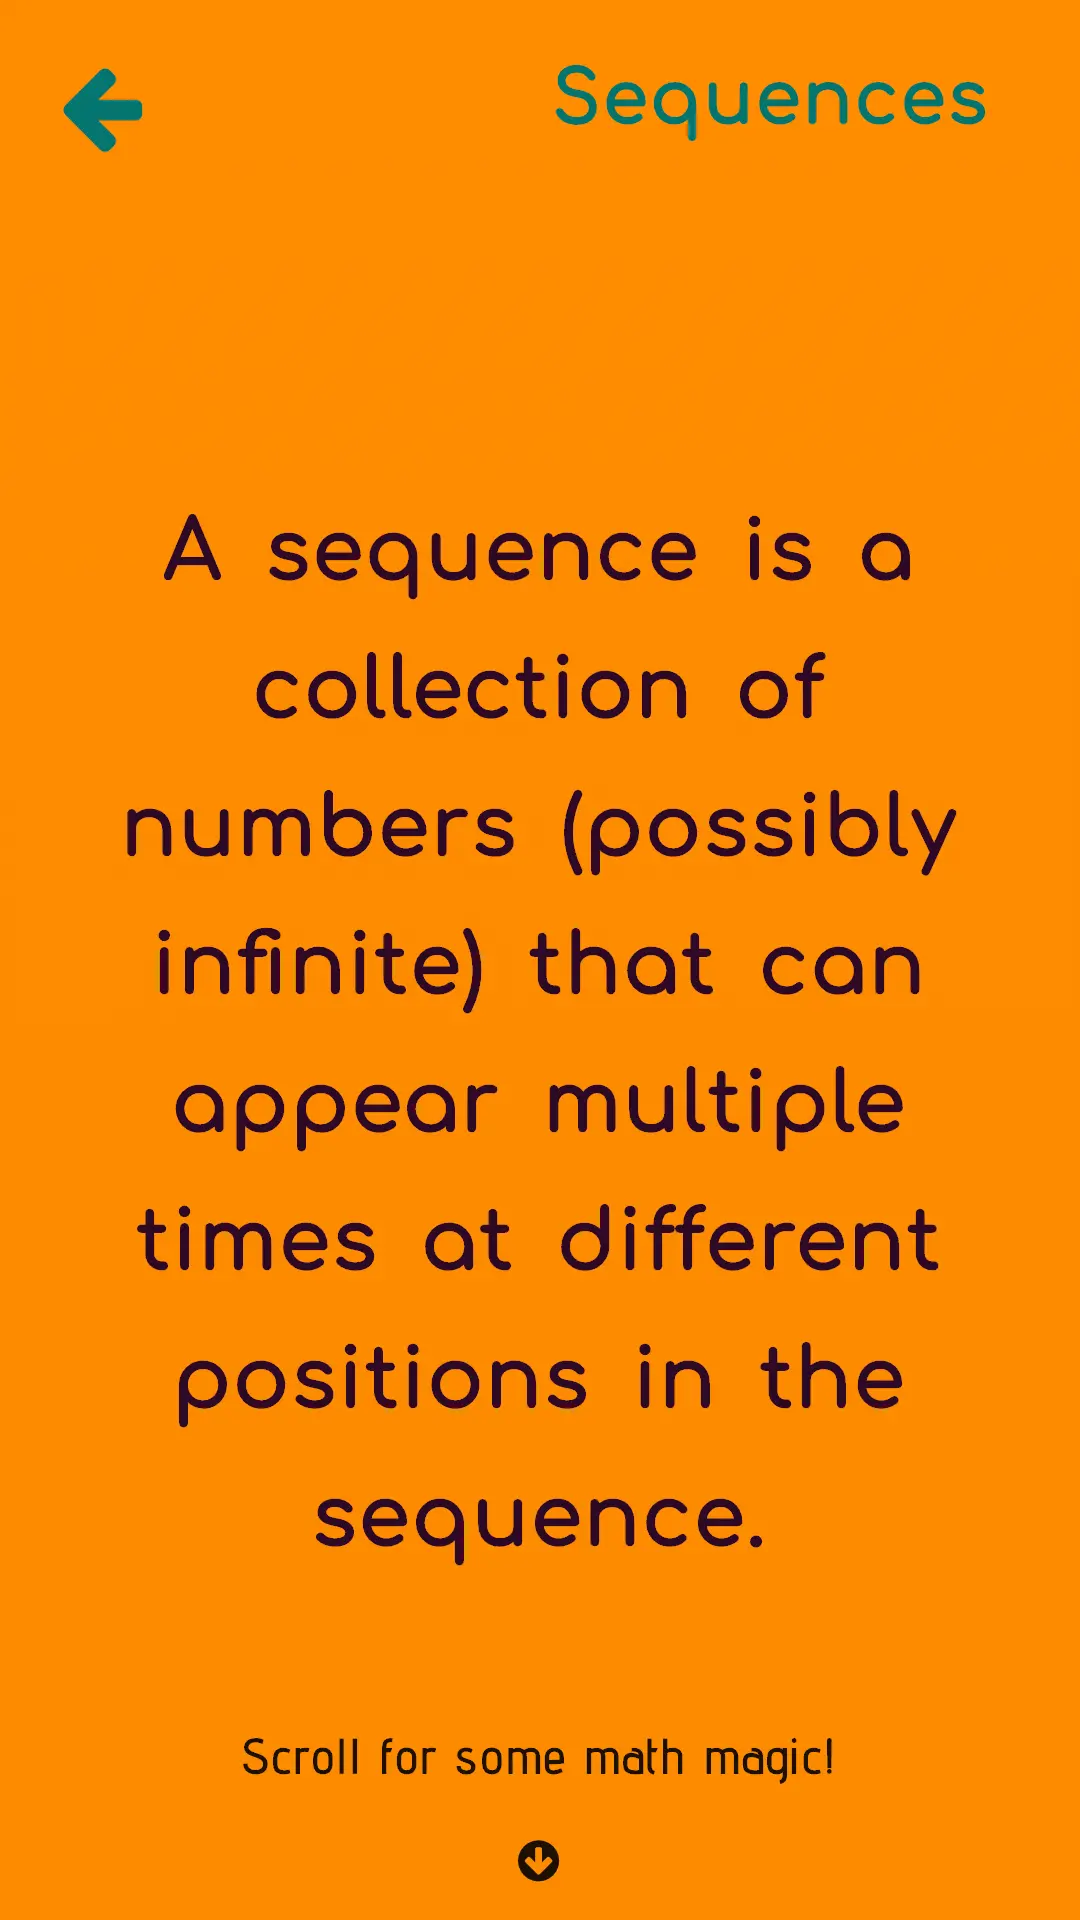 Sequences
A sequence is a
collection of
numbers (possibly
infinite) that can
appear multiple
times at different
positions in the
sequence.
Scroll for some math magic!